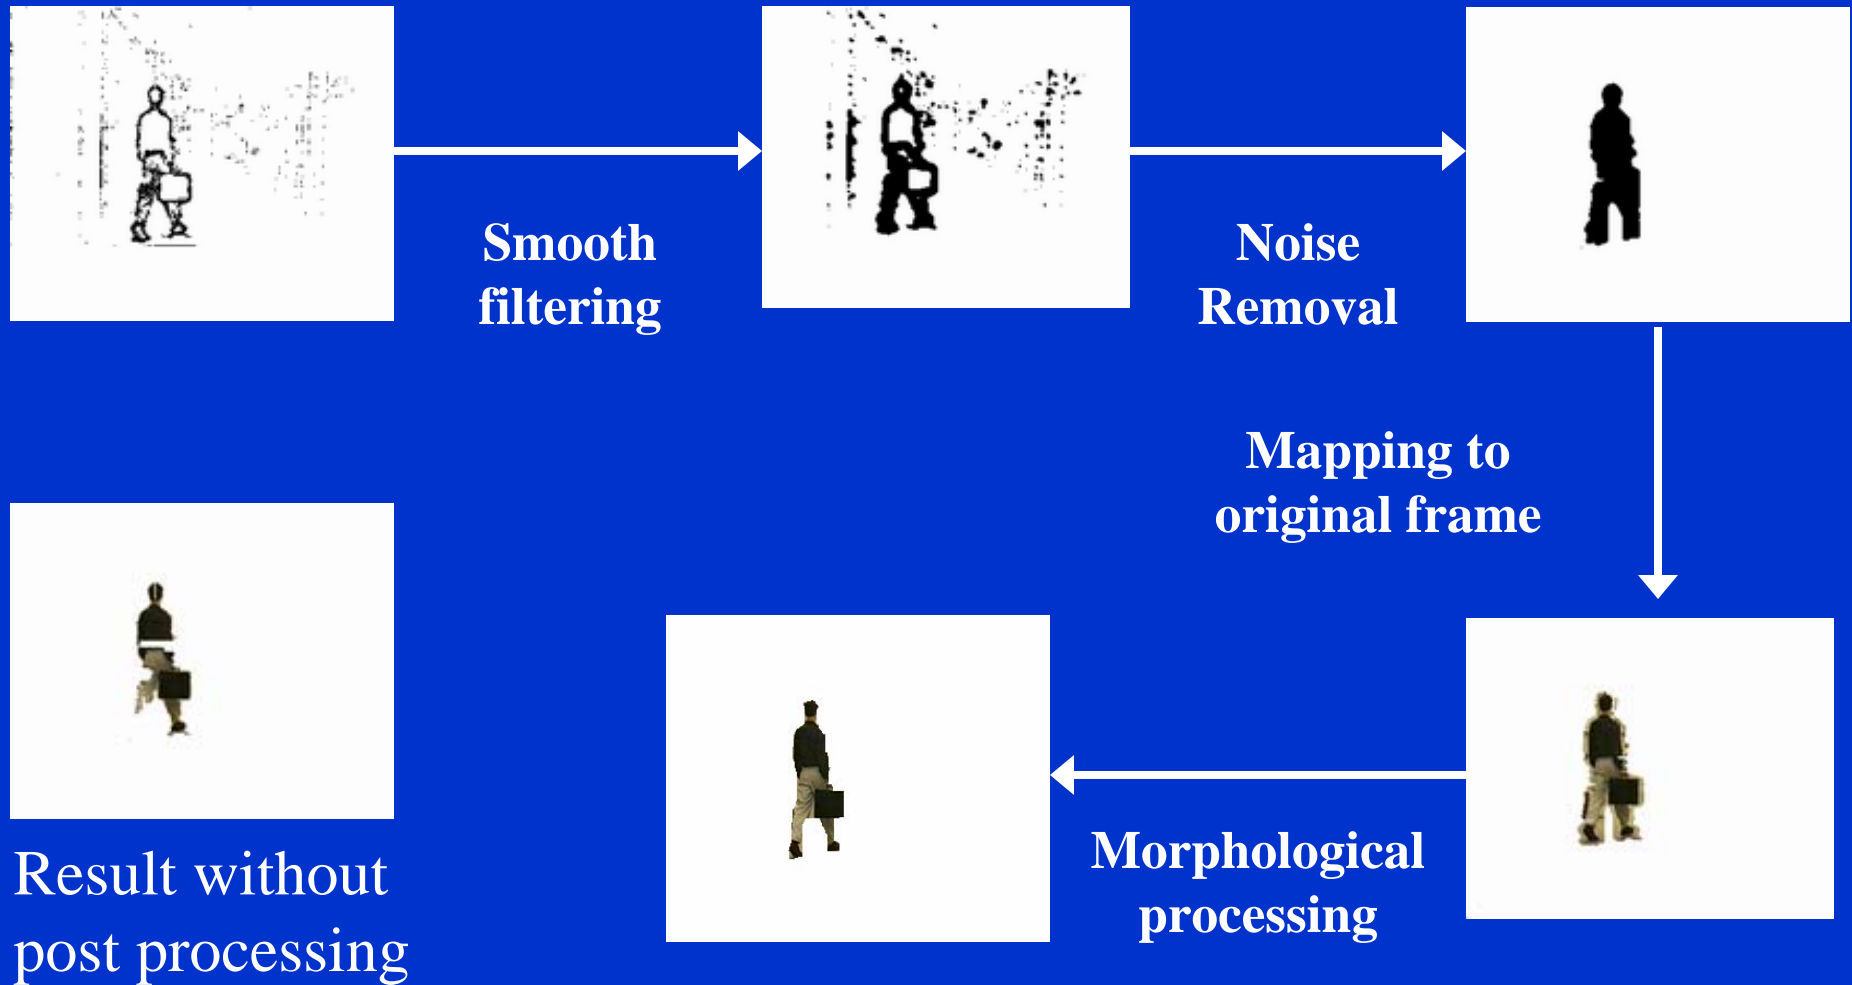 Smooth
filtering
Noise
Removal
Mapping to
original frame
Morphological
processing
Result without
post processing